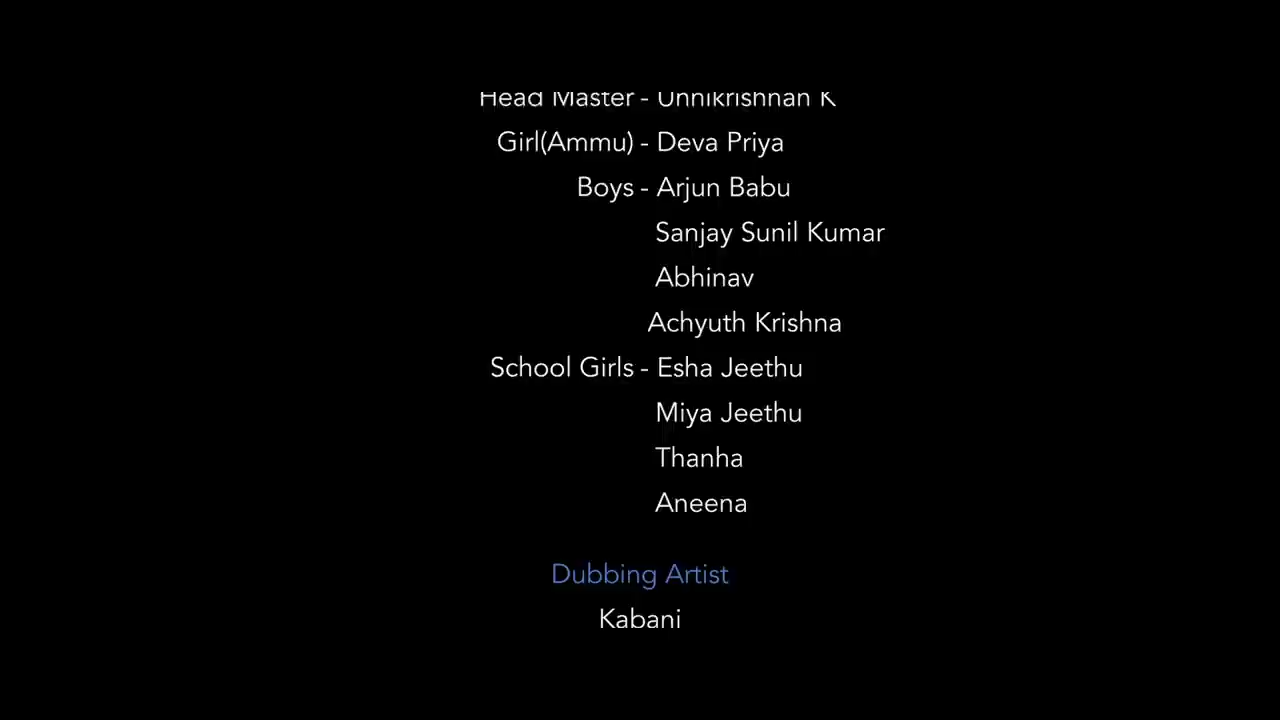 Head Master - Unnikrishnan K
Girl(Ammu) - Deva Priya
Boys - Arjun Babu
Sanjay Sunil Kumar
Abhinav
Achyuth Krishna
School Girls - Esha Jeethu
Miya Jeethu
Thanha
Aneena
Dubbing Artist
Kabani